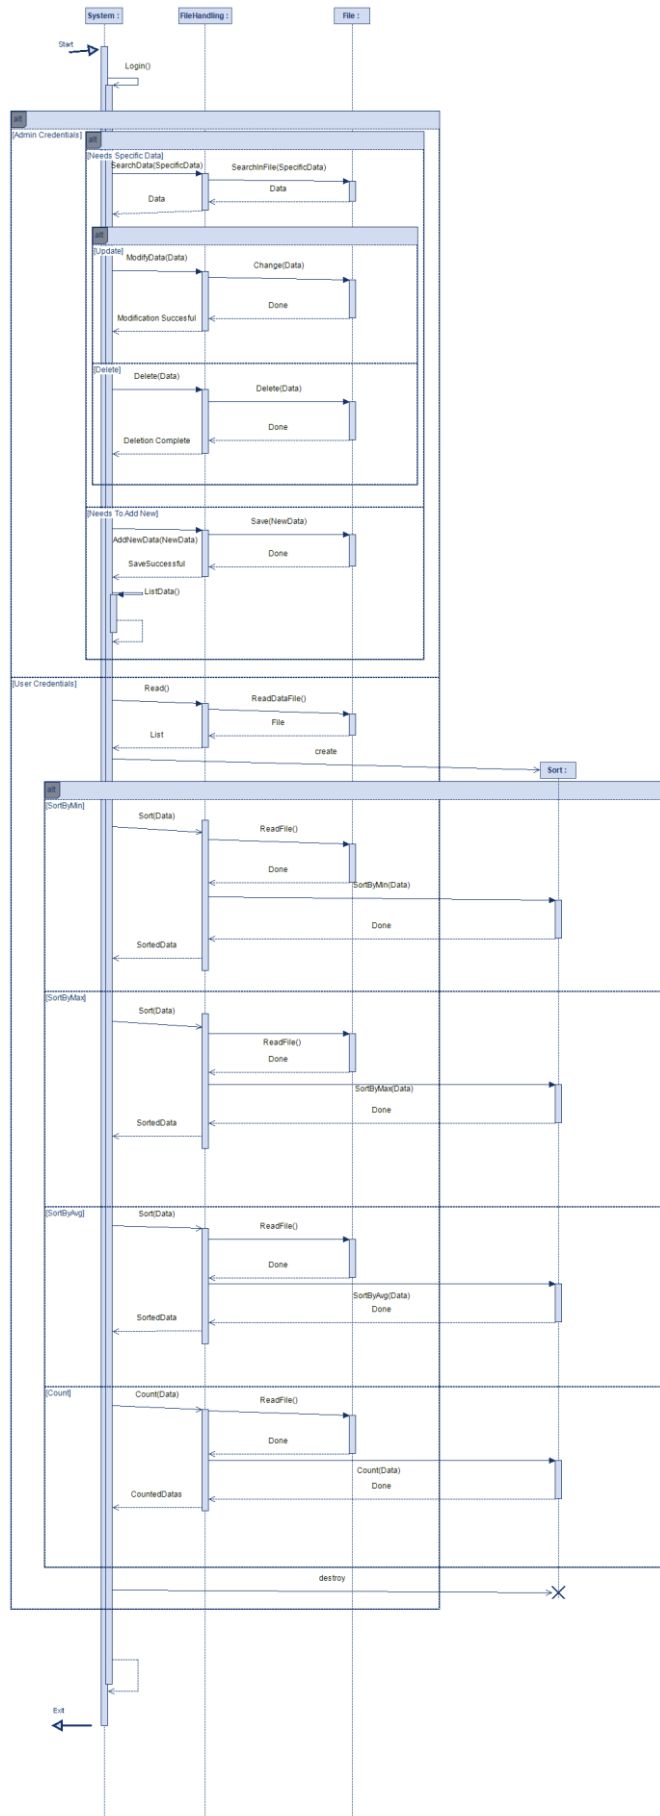 System :
FileHandling :
File :
Start
Login()
alt
[Admin Credentials]
alt
[Needs Specific Data]
SearchData(SpecificData)
SearchInFile(SpecificData)
Data
Data
alt
[Update]
ModifyData(Data)
Change(Data)
Done
Modification Succesful
[Delete]
Delete(Data)
Delete(Data)
Done
Deletion Complete
[Needs To Add New]
Save(NewData)
AddNewData(NewData)
Done
SaveSuccessful
ListData()
[User Credentials]
Read()
ReadDataFile()
File
List
create
Sort :
alt
[SortByMin]
Sort(Data)
ReadFile()
Done
SortByMin(Data)
Done
SortedData
[SortByMax]
Sort(Data)
ReadFile()
Done
SortByMax(Data)
Done
SortedData
[SortByAvg]
Sort(Data)
ReadFile()
Done
SortByAvg(Data)
Done
SortedData
[Count]
Count(Data)
ReadFile()
Done
Count(Data)
Done
CountedDatas
destroy
Exit